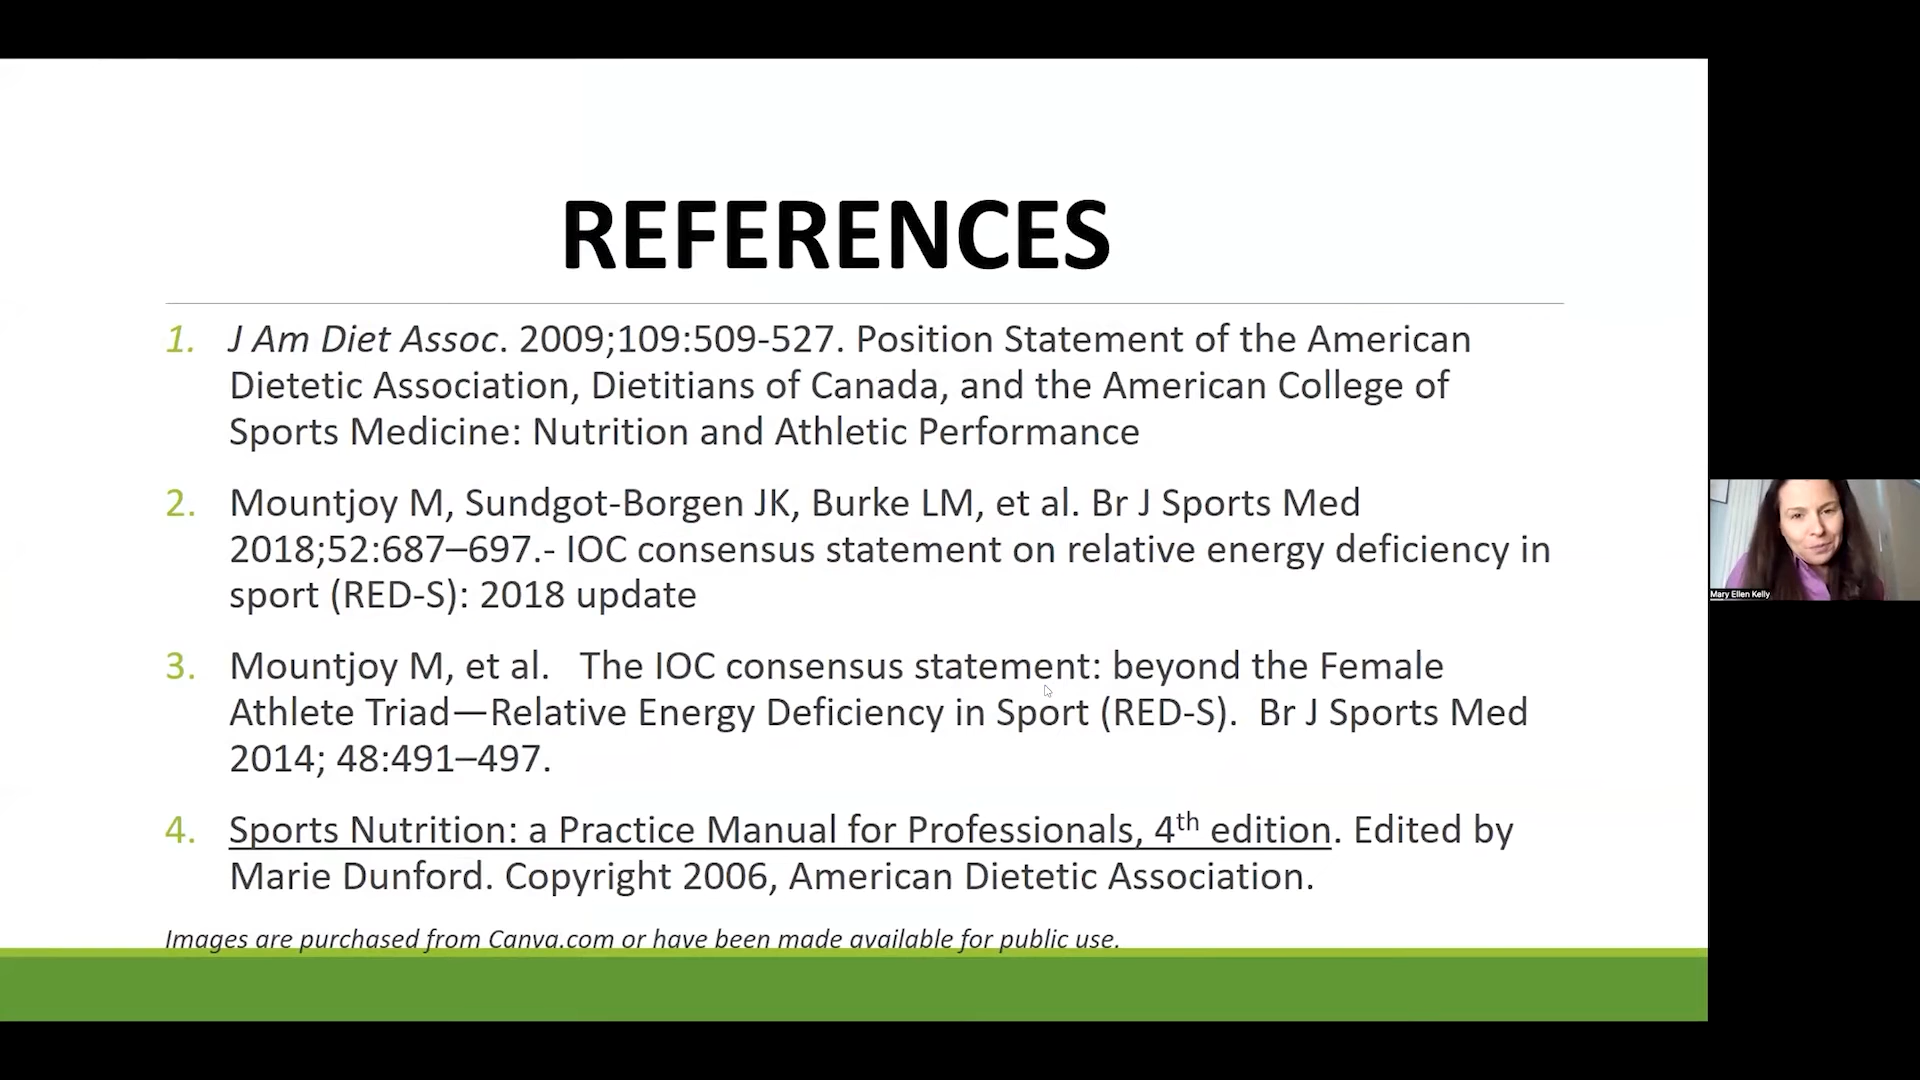 REFERENCES
1. J Am Diet Assoc. 2009;109:509-527. Position Statement of the American
Dietetic Association, Dietitians of Canada, and the American College of
Sports Medicine: Nutrition and Athletic Performance
2. Mountjoy M, Sundgot-Borgen JK, Burke LM, et al. Br J Sports Med
2018;52:687–697.- IOC consensus statement on relative energy deficiency in
sport (RED-S): 2018 update
3. Mountjoy M, et al. The IOC consensus statement: beyond the Female
Athlete Triad—Relative Energy Deficiency in Sport (RED-S). Br J Sports Med
2014; 48:491–497.
4. Sports Nutrition: a Practice Manual for Professionals, 4th edition. Edited by
Marie Dunford. Copyright 2006, American Dietetic Association.
Images are purchased from Canva.com or have been made available for public use.
Mary Ellen Kelly